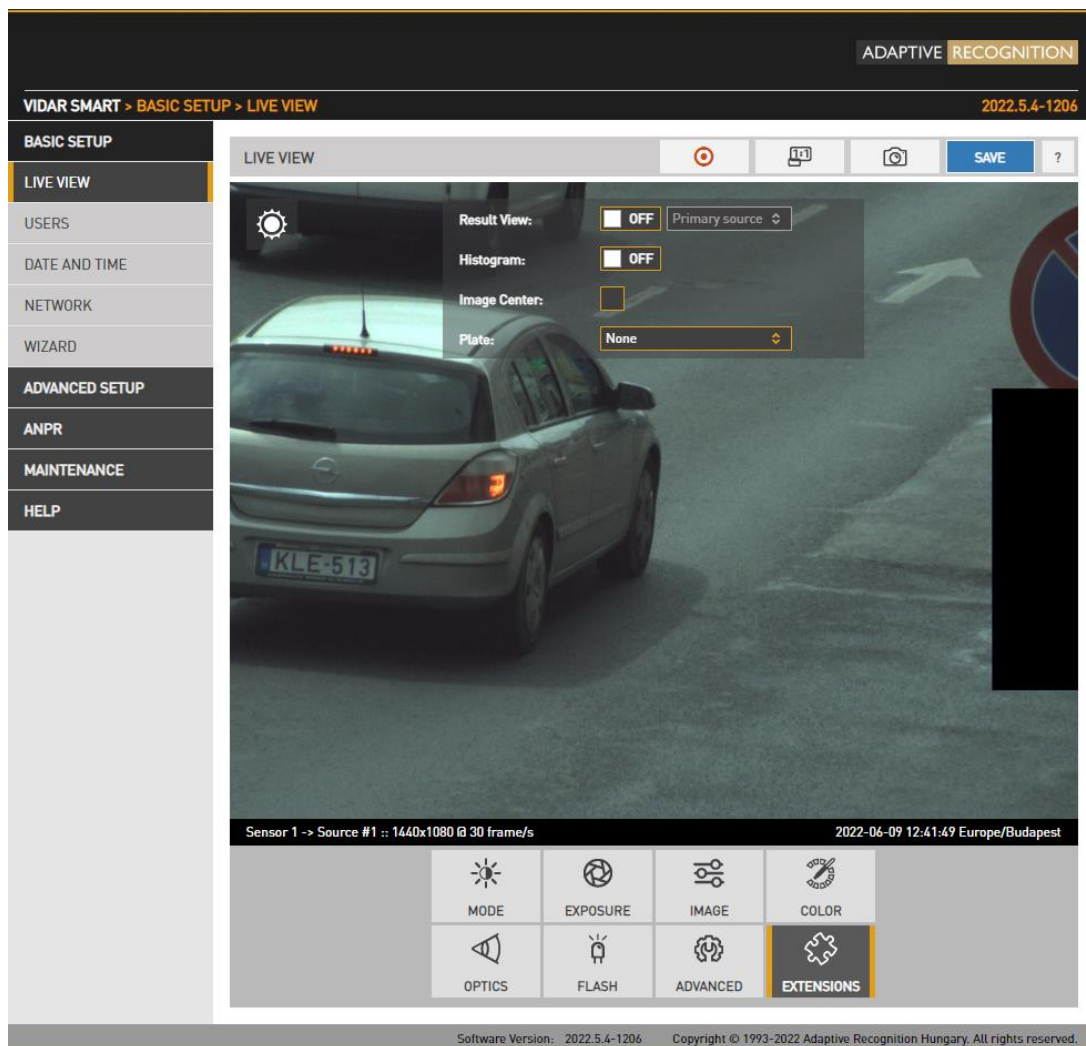 ADAPTIVE RECOGNITION
VIDAR SMART > BASIC SETUP > LIVE VIEW 2022.5.4-1206
BASIC SETUP
LIVE VIEW
USERS
DATE AND TIME
NETWORK
WIZARD
ADVANCED SETUP
ANPR
MAINTENANCE
HELP
LIVE VIEW 1:1 SAVE ?
Result View: OFF Primary source
Histogram: OFF
Image Center:
Plate: None
KLE-513
Sensor 1 -> Source #1 :: 1440x1080 @ 30 frame/s 2022-06-09 12:41:49 Europe/Budapest
MODE EXPOSURE IMAGE COLOR
OPTICS FLASH ADVANCED EXTENSIONS
Software Version: 2022.5.4-1206 Copyright © 1993-2022 Adaptive Recognition Hungary. All rights reserved.